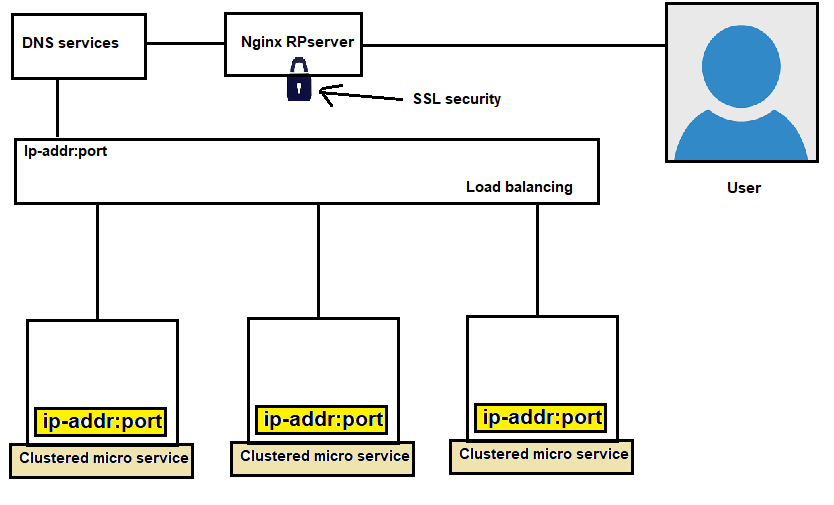 DNS services
Nginx RPserver
SSL security
User
Ip-addr:port
Load balancing
ip-addr:port
ip-addr:port
ip-addr:port
Clustered micro service
Clustered micro service
Clustered micro service